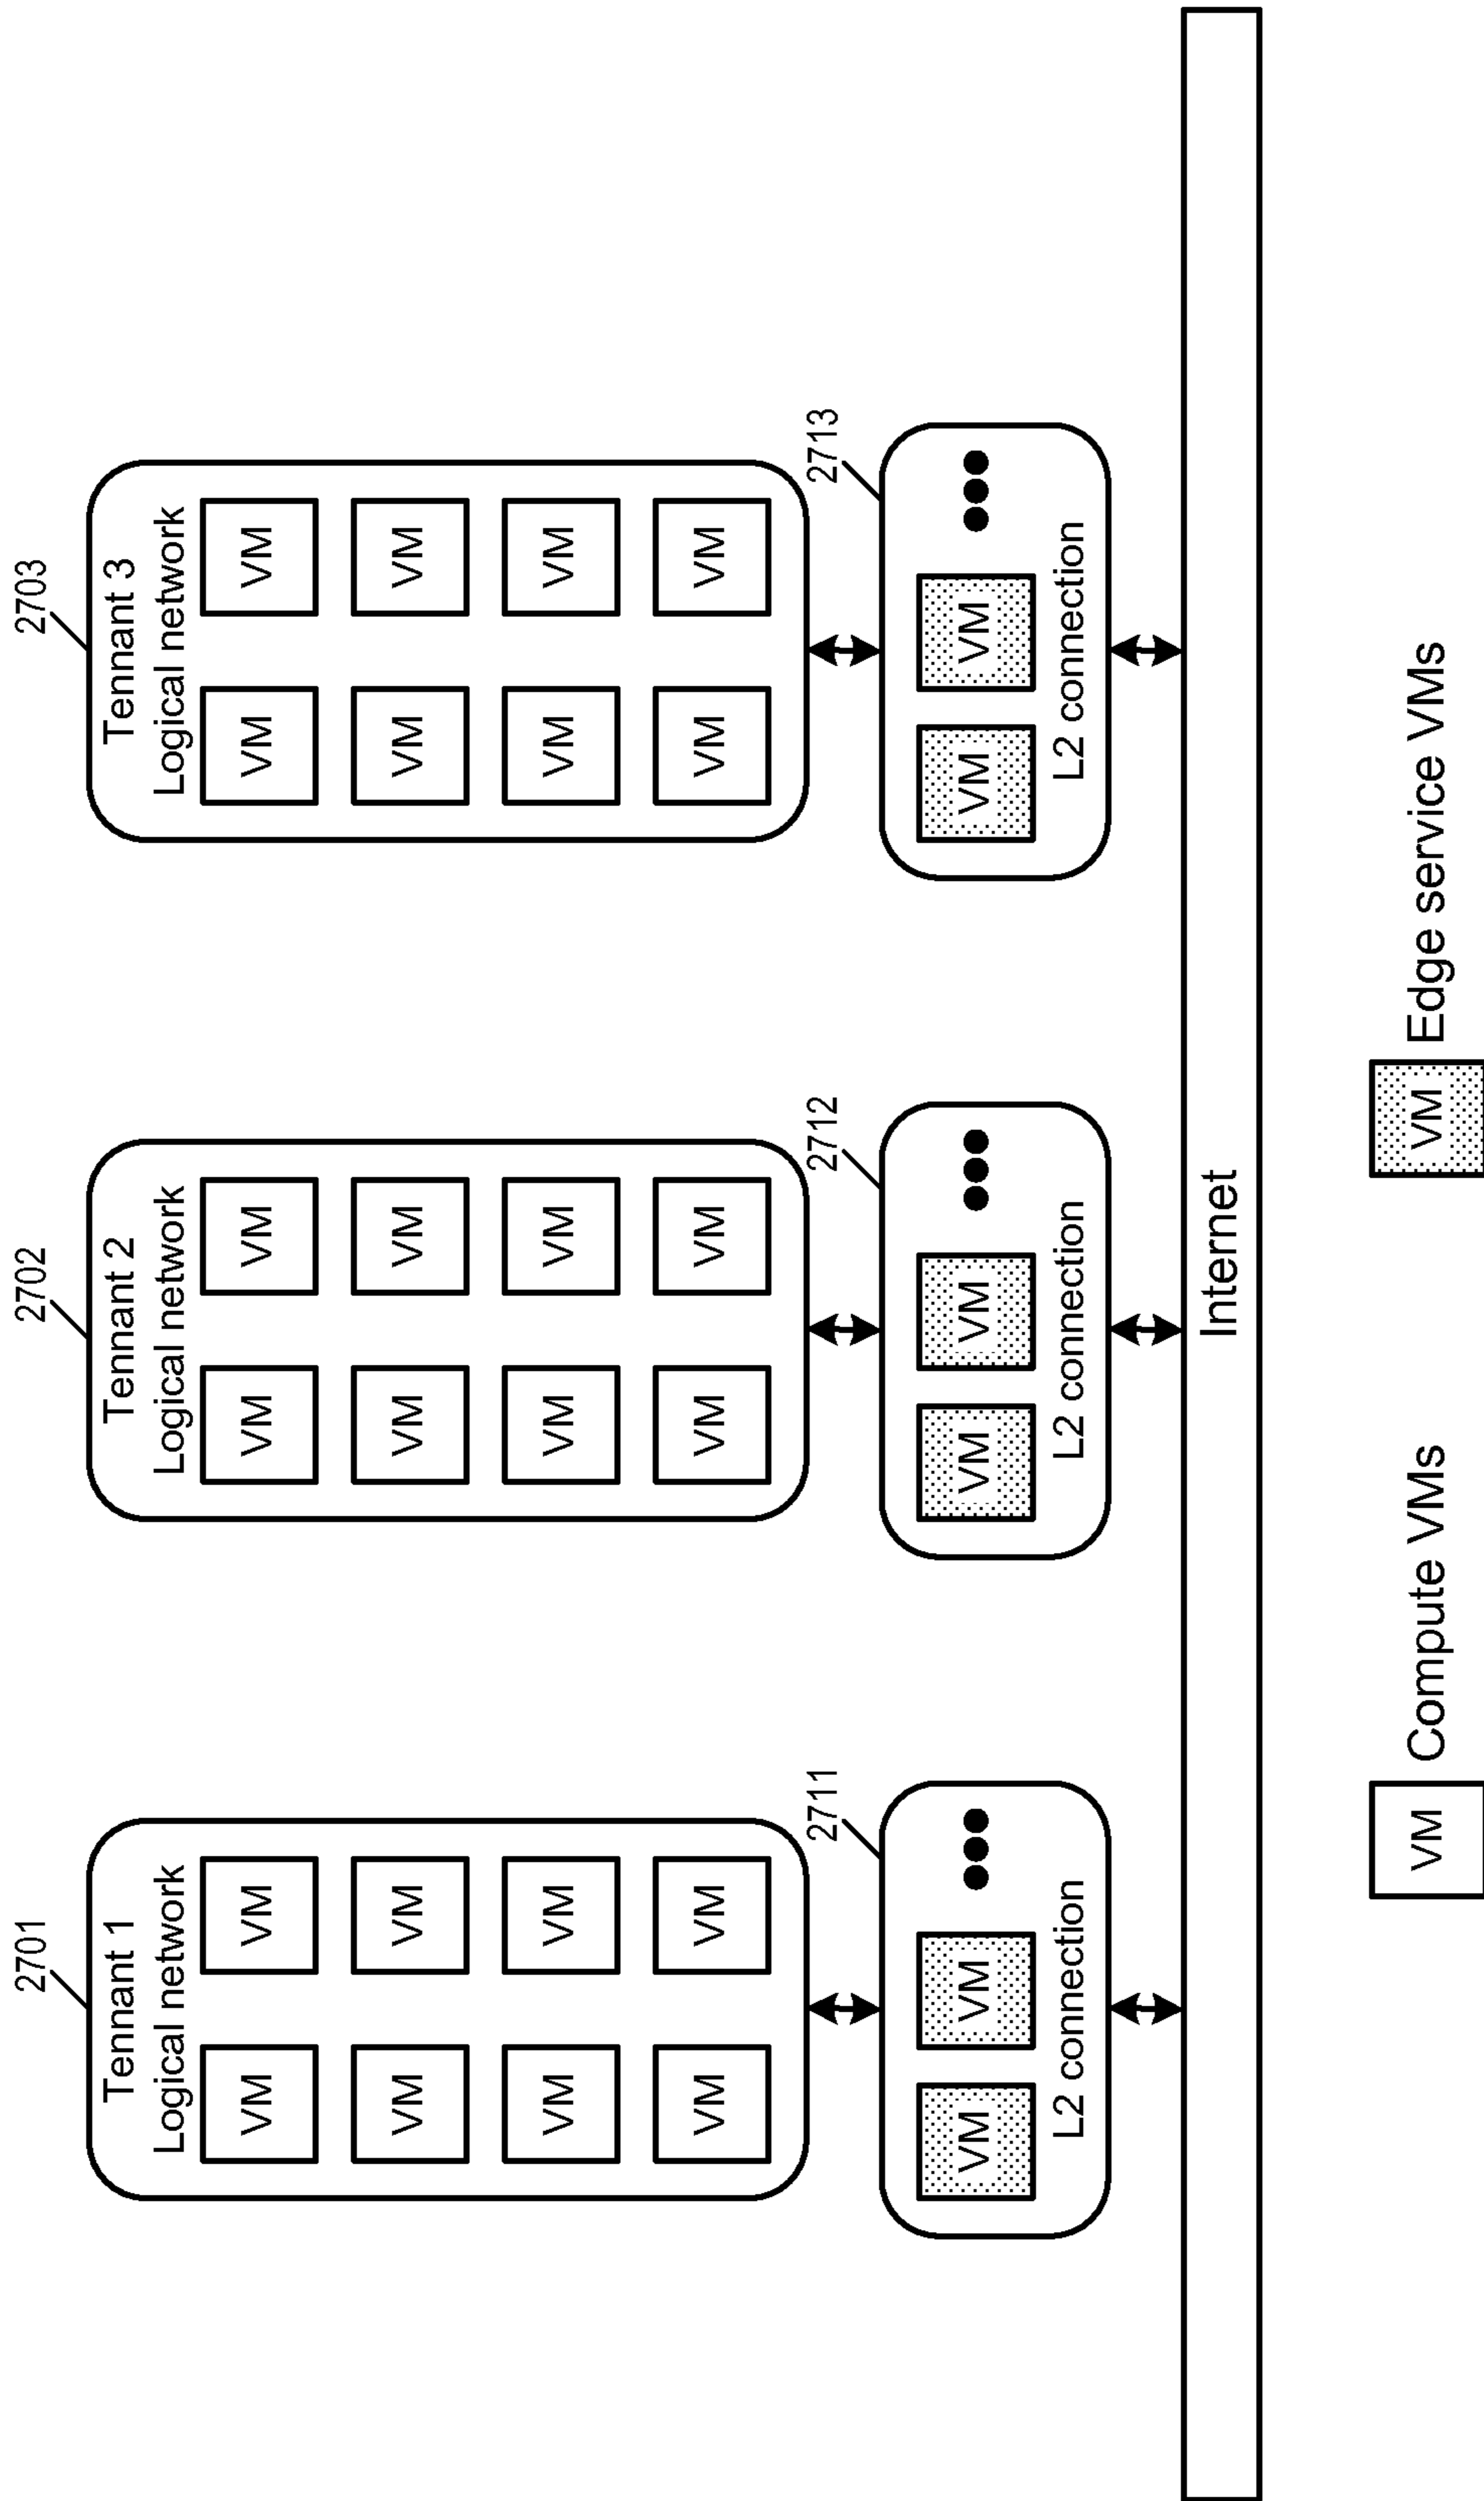 2701
Tennant 1
Logical network
VM VM
VM VM
VM VM
VM VM
2711
VM VM
L2 connection
2702
Tennant 2
Logical network
VM VM
VM VM
VM VM
VM VM
2712
VM VM
L2 connection
2703
Tennant 3
Logical network
VM VM
VM VM
VM VM
VM VM
2713
VM VM
L2 connection
Internet
VM Compute VMs
VM Edge service VMs